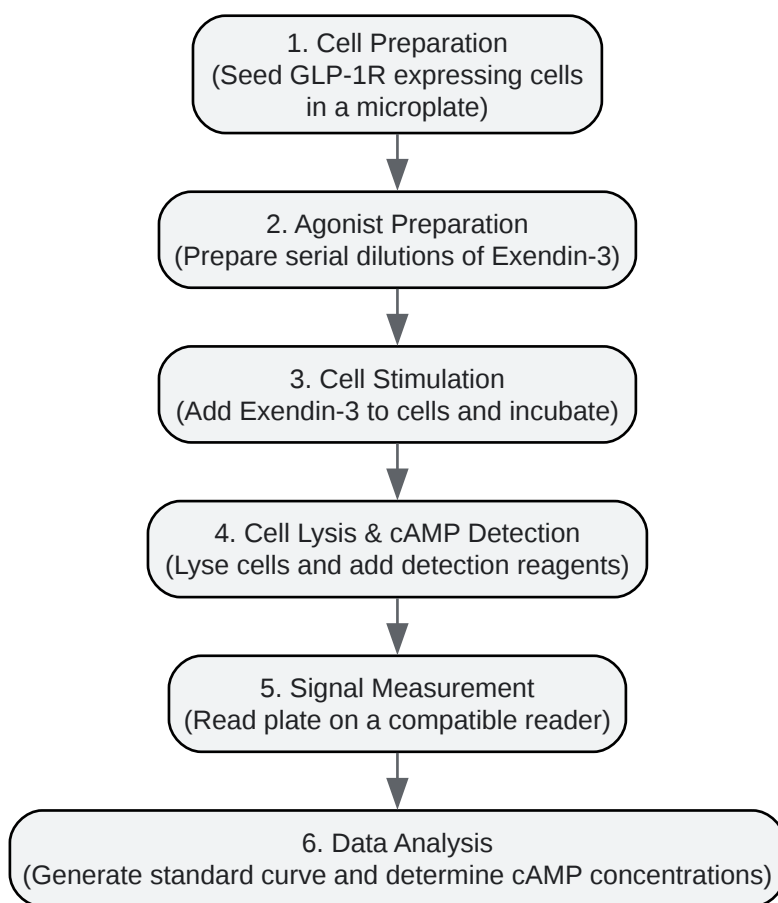 1. Cell Preparation
(Seed GLP-1R expressing cells
in a microplate)
2. Agonist Preparation
(Prepare serial dilutions of Exendin-3)
3. Cell Stimulation
(Add Exendin-3 to cells and incubate)
4. Cell Lysis & cAMP Detection
(Lyse cells and add detection reagents)
5. Signal Measurement
(Read plate on a compatible reader)
6. Data Analysis
(Generate standard curve and determine cAMP concentrations)